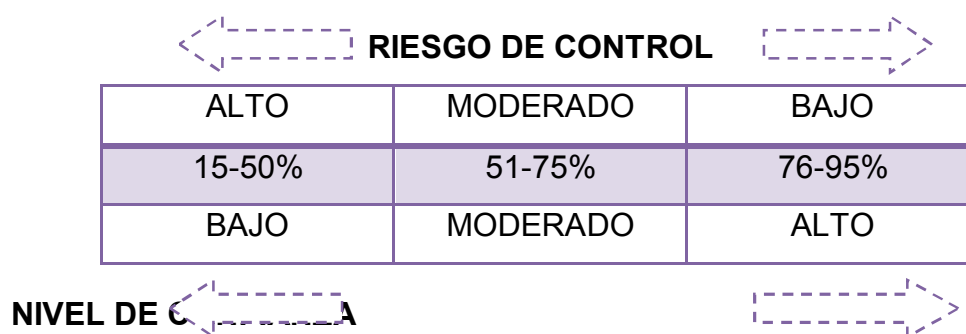 RIESGO DE CONTROL
ALTO MODERADO BAJO
15-50% 51-75% 76-95%
BAJO MODERADO ALTO
NIVEL DE